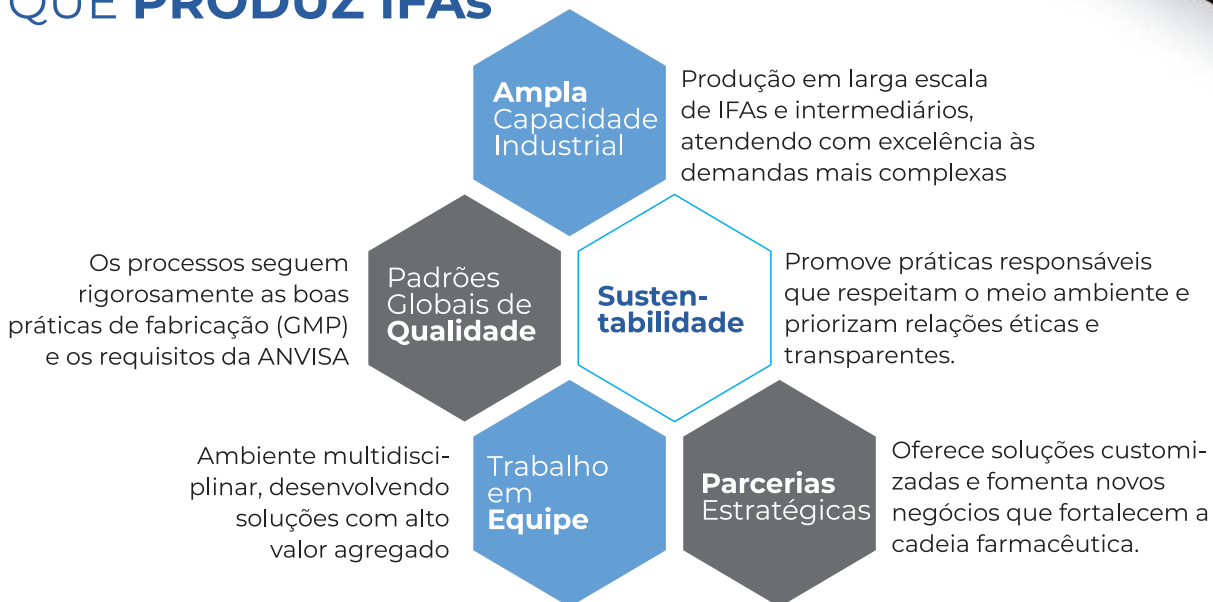 QUE PRODUZ IFAs
Ampla
Capacidade
Industrial
Produção em larga escala
de IFAs e intermediários,
atendendo com excelência às
demandas mais complexas
Os processos seguem
rigorosamente as boas
práticas de fabricação (GMP)
e os requisitos da ANVISA
Padrões
Globais de
Qualidade
Susten-
tabilidade
Promove práticas responsáveis
que respeitam o meio ambiente e
priorizam relações éticas e
transparentes.
Ambiente multidisci-
plinar, desenvolvendo
soluções com alto
valor agregado
Trabalho
em
Equipe
Parcerias
Estratégicas
Oferece soluções customi-
zadas e fomenta novos
negócios que fortalecem a
cadeia farmacêutica.